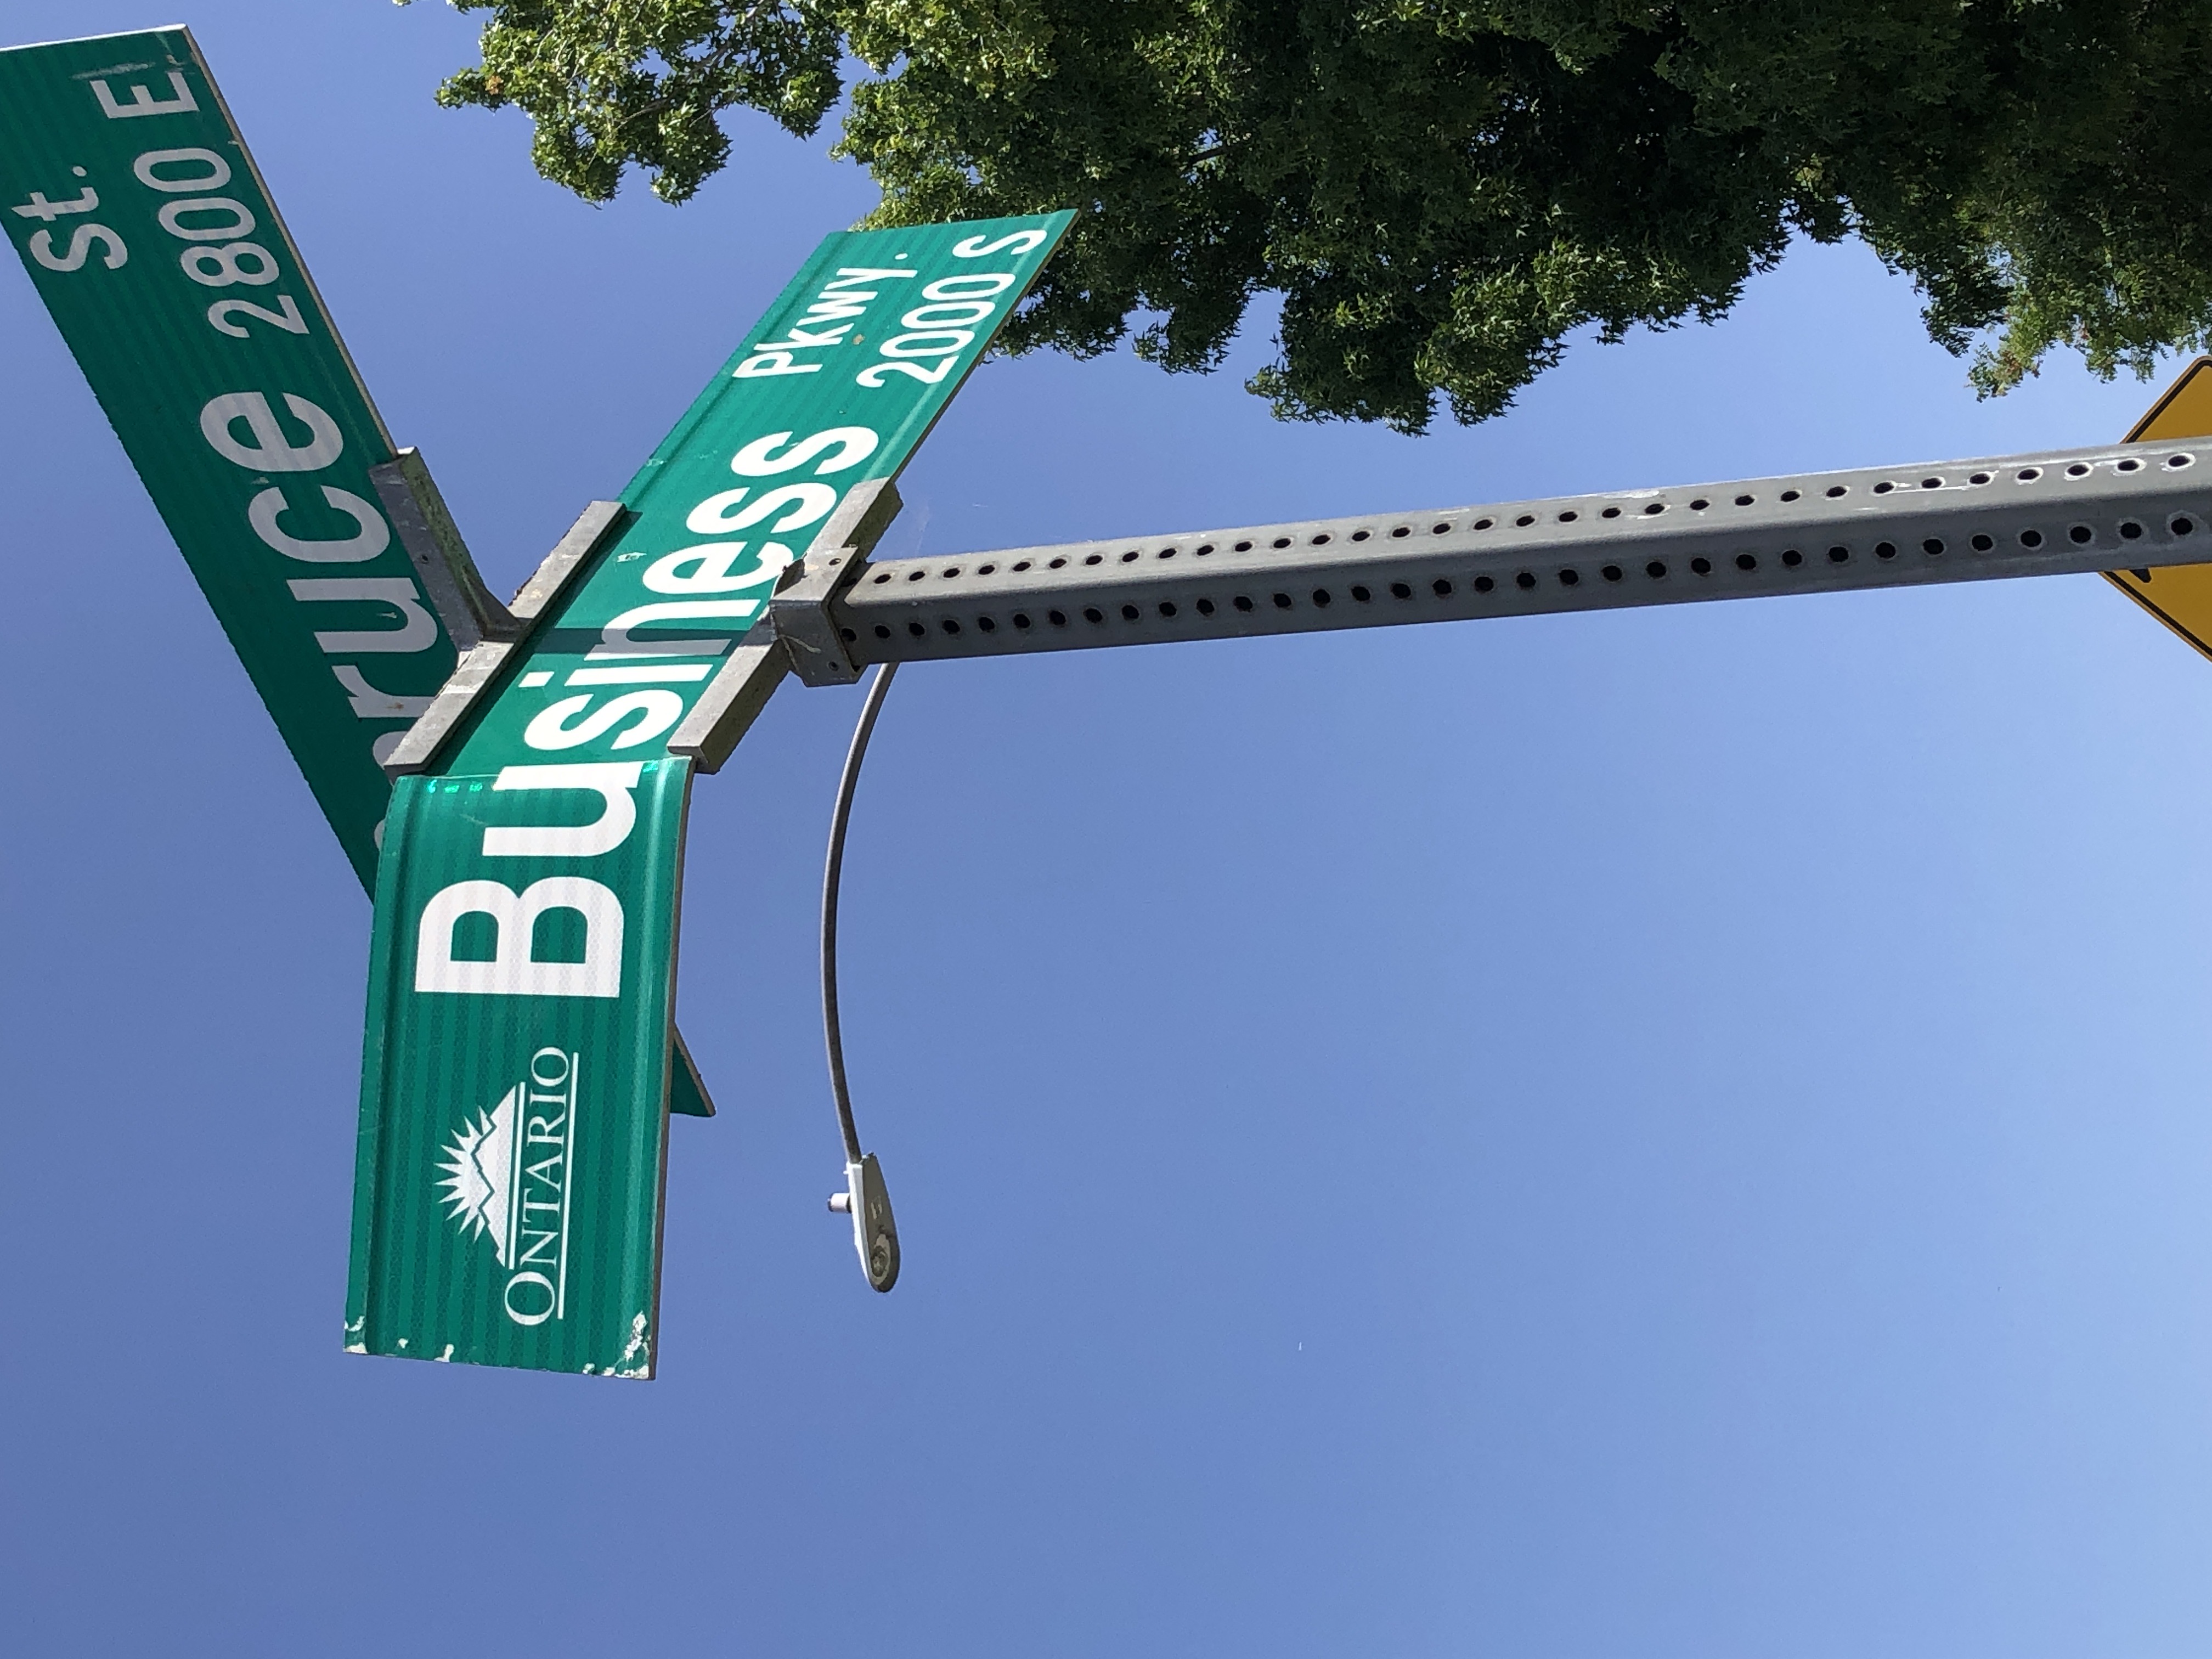 ONTARIO
Business Pkwy.
2000 S
St.
2800 E.